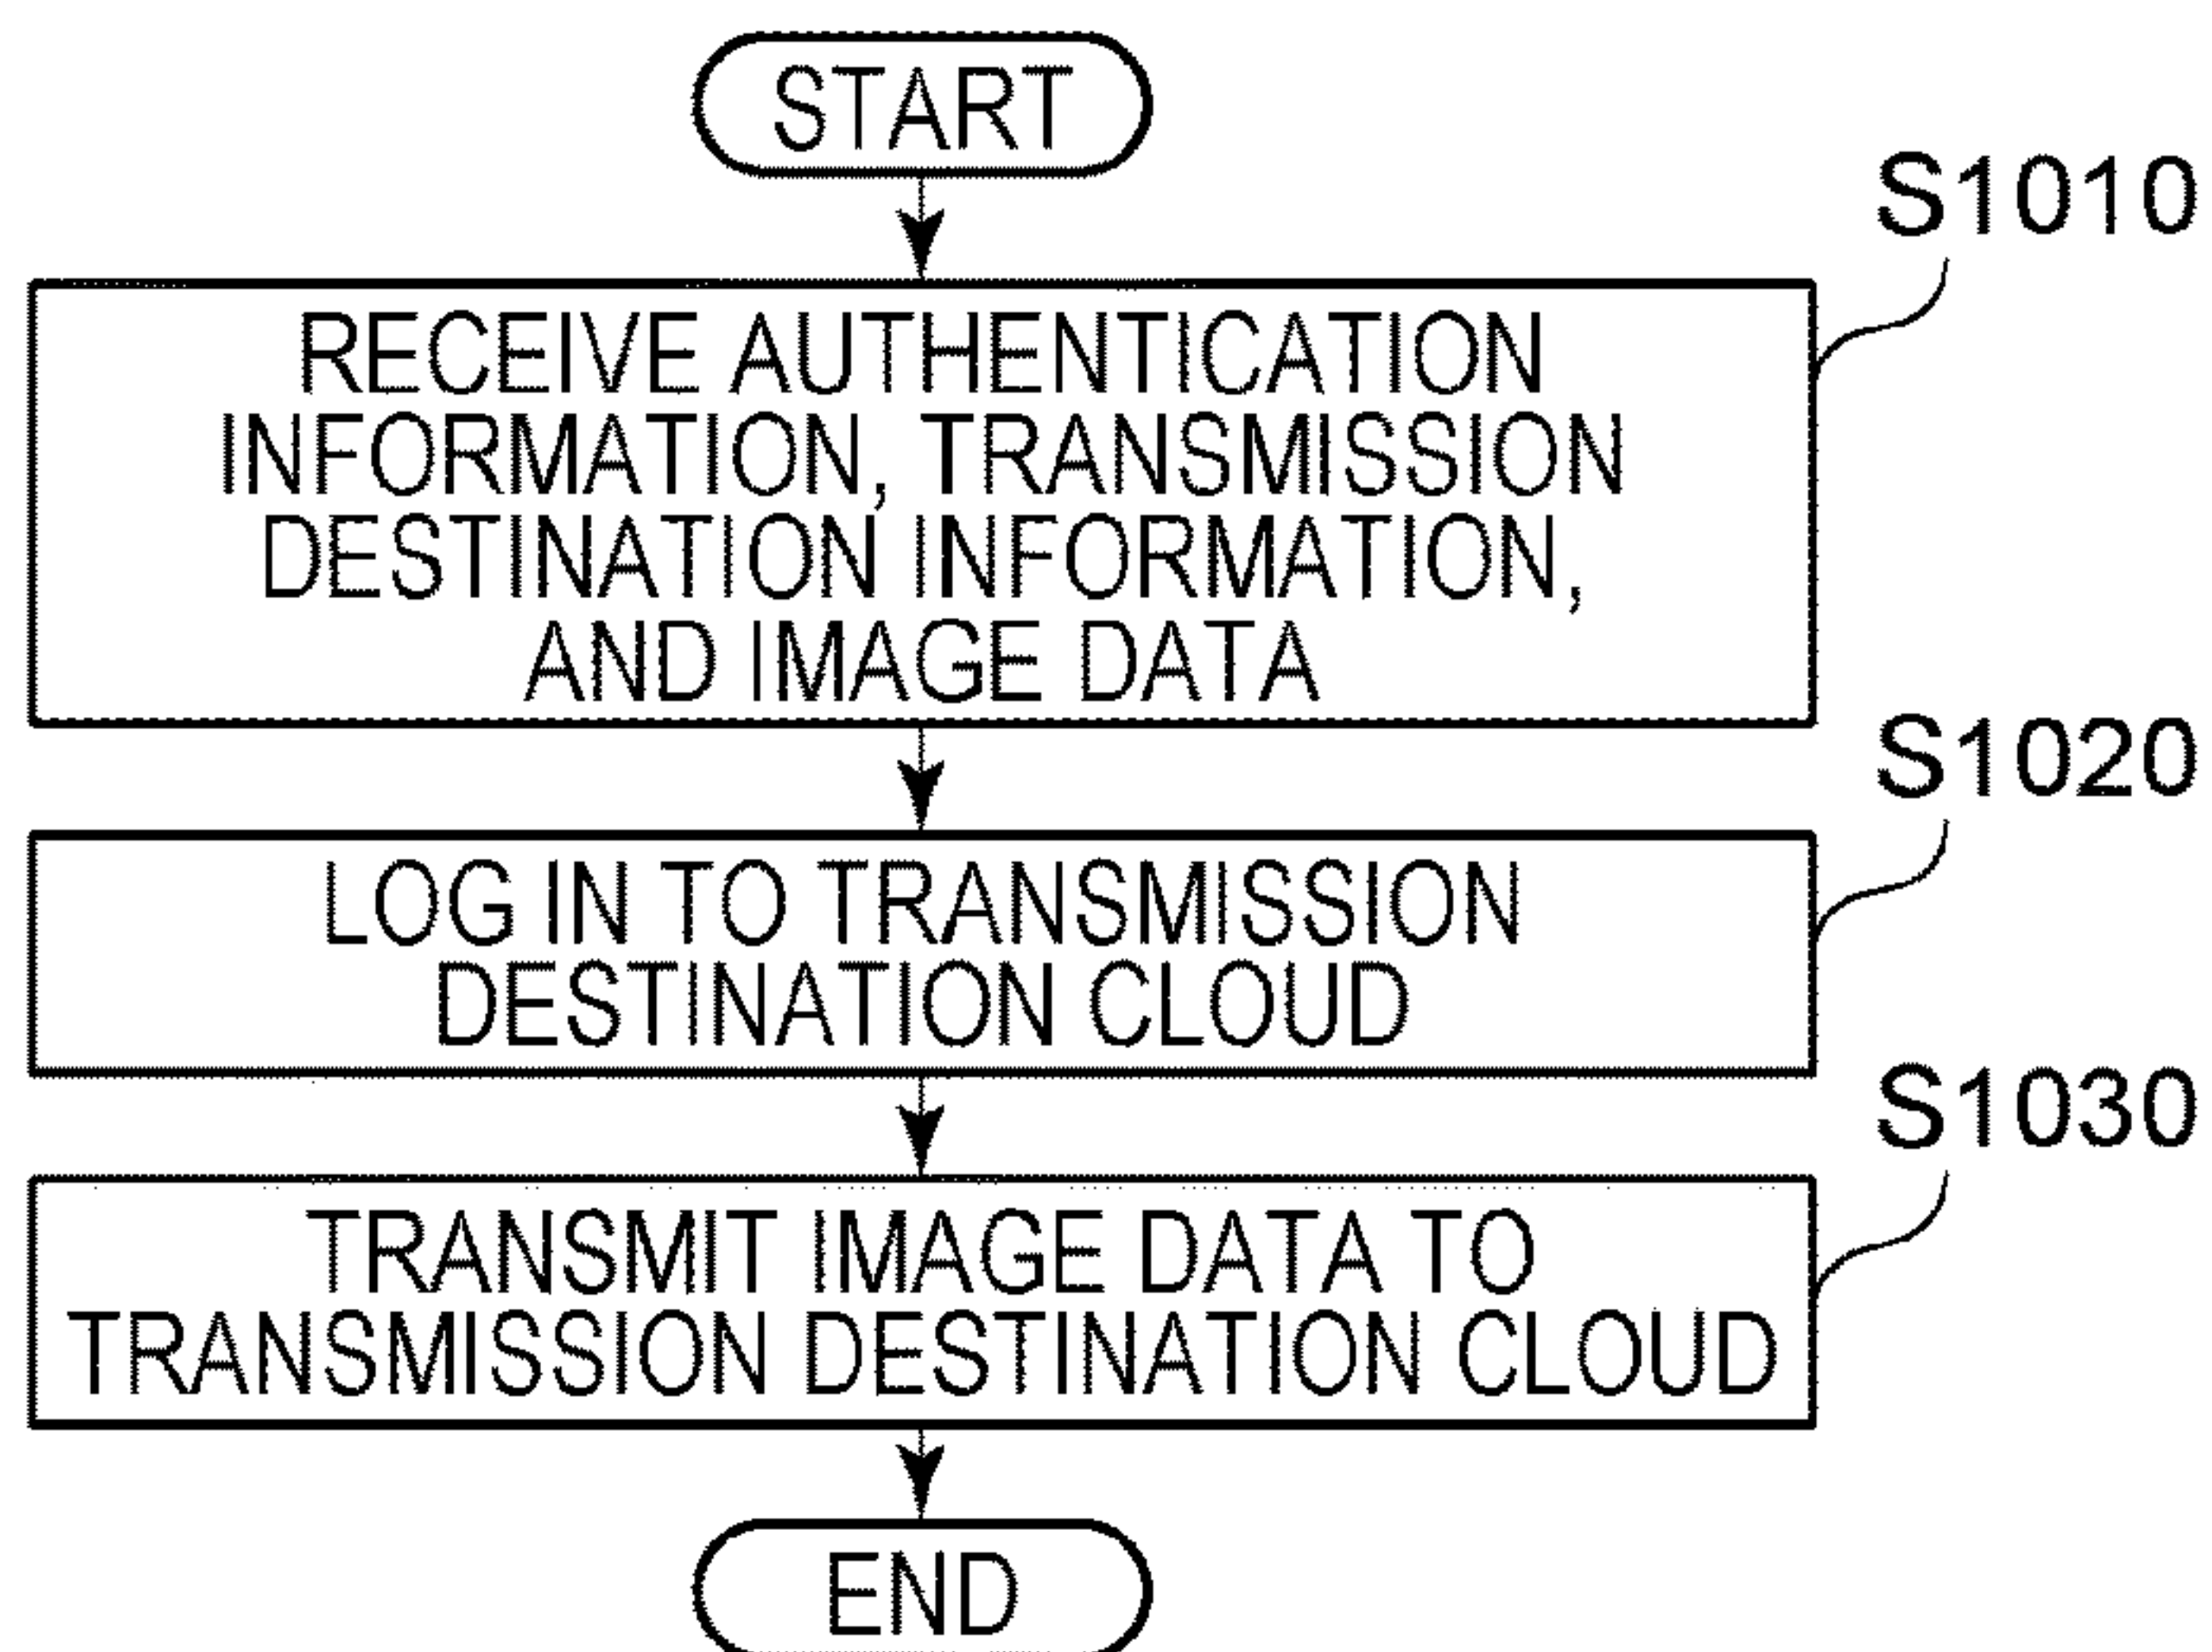 START
S1010
RECEIVE AUTHENTICATION
INFORMATION, TRANSMISSION
DESTINATION INFORMATION,
AND IMAGE DATA
S1020
LOG IN TO TRANSMISSION
DESTINATION CLOUD
S1030
TRANSMIT IMAGE DATA TO
TRANSMISSION DESTINATION CLOUD
END